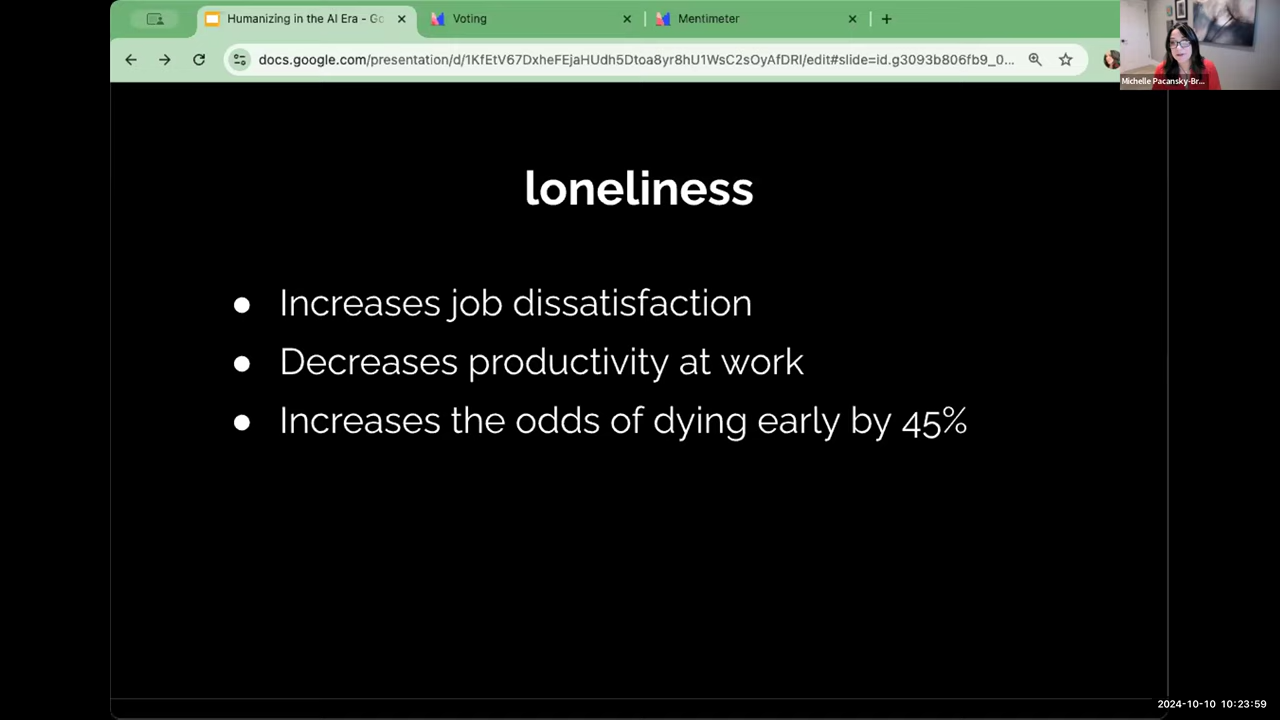 Humanizing in the AI Era - Go
Voting
Mentimeter
docs.google.com/presentation/d/1KfEtV67DxheFEjaHUdh5Dtoa8yr8hU1WsC2sOyAfDRI/edit#slide=id.g3093b806fb9_0...
Michelle Pacansky-Br...
loneliness
● Increases job dissatisfaction
● Decreases productivity at work
● Increases the odds of dying early by 45%
2024-10-10 10:23:59